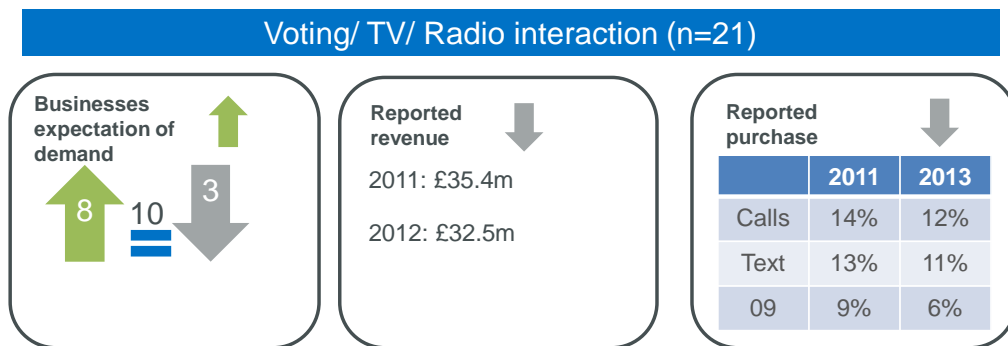 Voting/ TV/ Radio interaction (n=21)
Businesses
expectation of
demand
8
10
3
Reported
revenue
2011: £35.4m
2012: £32.5m
Reported
purchase
2011 2013
Calls 14% 12%
Text 13% 11%
09 9% 6%